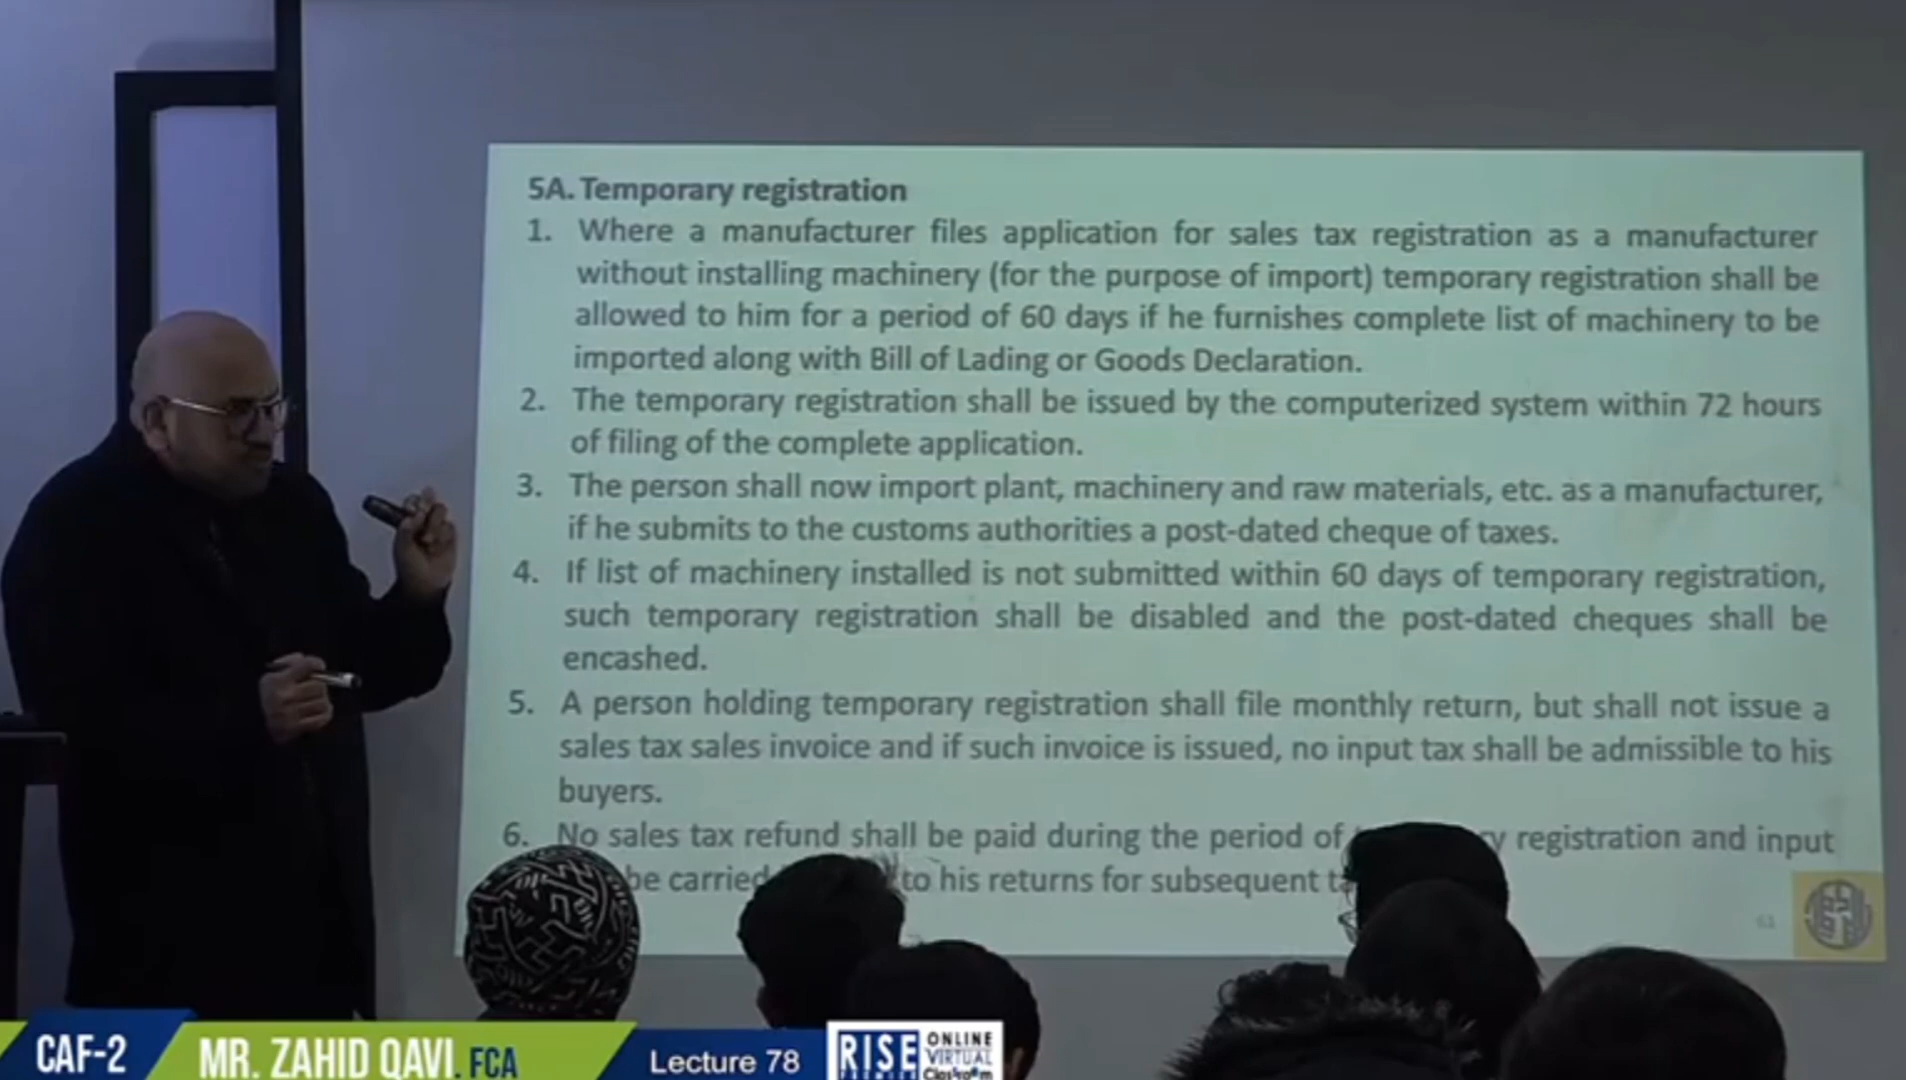 5A. Temporary registration
1. Where a manufacturer files application for sales tax registration as a manufacturer
without installing machinery (for the purpose of import) temporary registration shall be
allowed to him for a period of 60 days if he furnishes complete list of machinery to be
imported along with Bill of Lading or Goods Declaration.
2. The temporary registration shall be issued by the computerized system within 72 hours
of filing of the complete application.
3. The person shall now import plant, machinery and raw materials, etc. as a manufacturer,
if he submits to the customs authorities a post-dated cheque of taxes.
4. If list of machinery installed is not submitted within 60 days of temporary registration,
such temporary registration shall be disabled and the post-dated cheques shall be
encashed.
5. A person holding temporary registration shall file monthly return, but shall not issue a
sales tax sales invoice and if such invoice is issued, no input tax shall be admissible to his
buyers.
6. No sales tax refund shall be paid during the period of registration and input
be carried to his returns for subsequent
61
CAF-2
MR. ZAHID QAVI. FCA
Lecture 78
RISE
ONLINE
VIRTUAL
Classroom